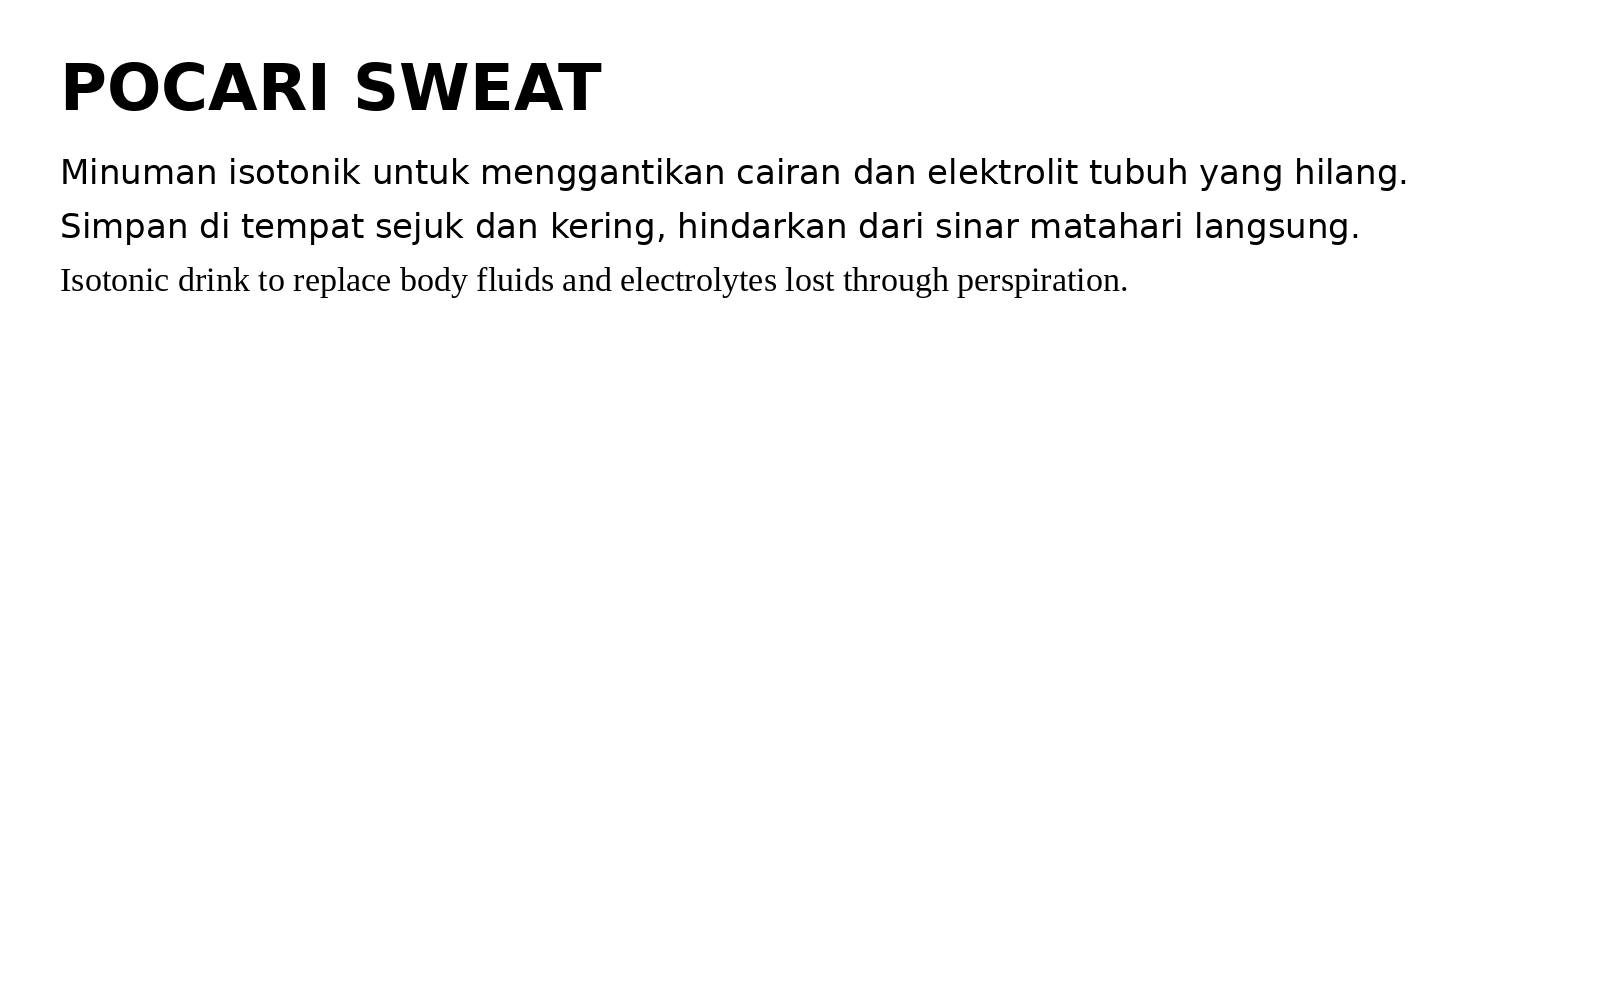 POCARI SWEAT
Minuman isotonik untuk menggantikan cairan dan elektrolit tubuh yang hilang.
Simpan di tempat sejuk dan kering, hindarkan dari sinar matahari langsung.
Isotonic drink to replace body fluids and electrolytes lost through perspiration.